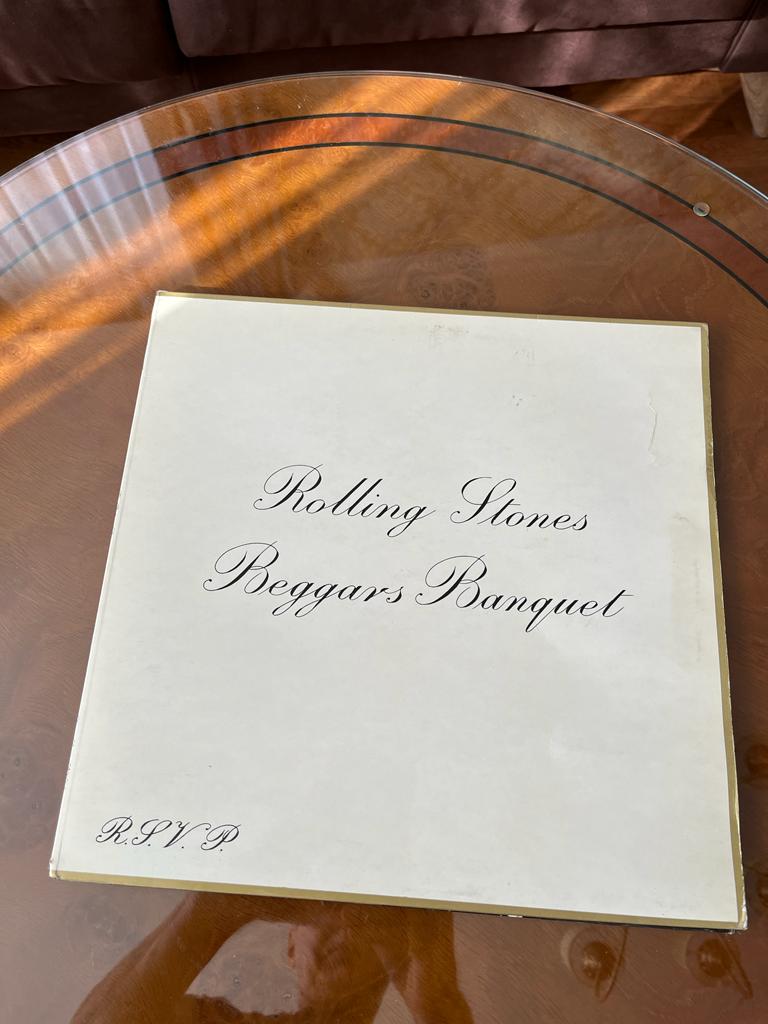 Rolling Stones
Beggars Banquet
R.S.V.P.